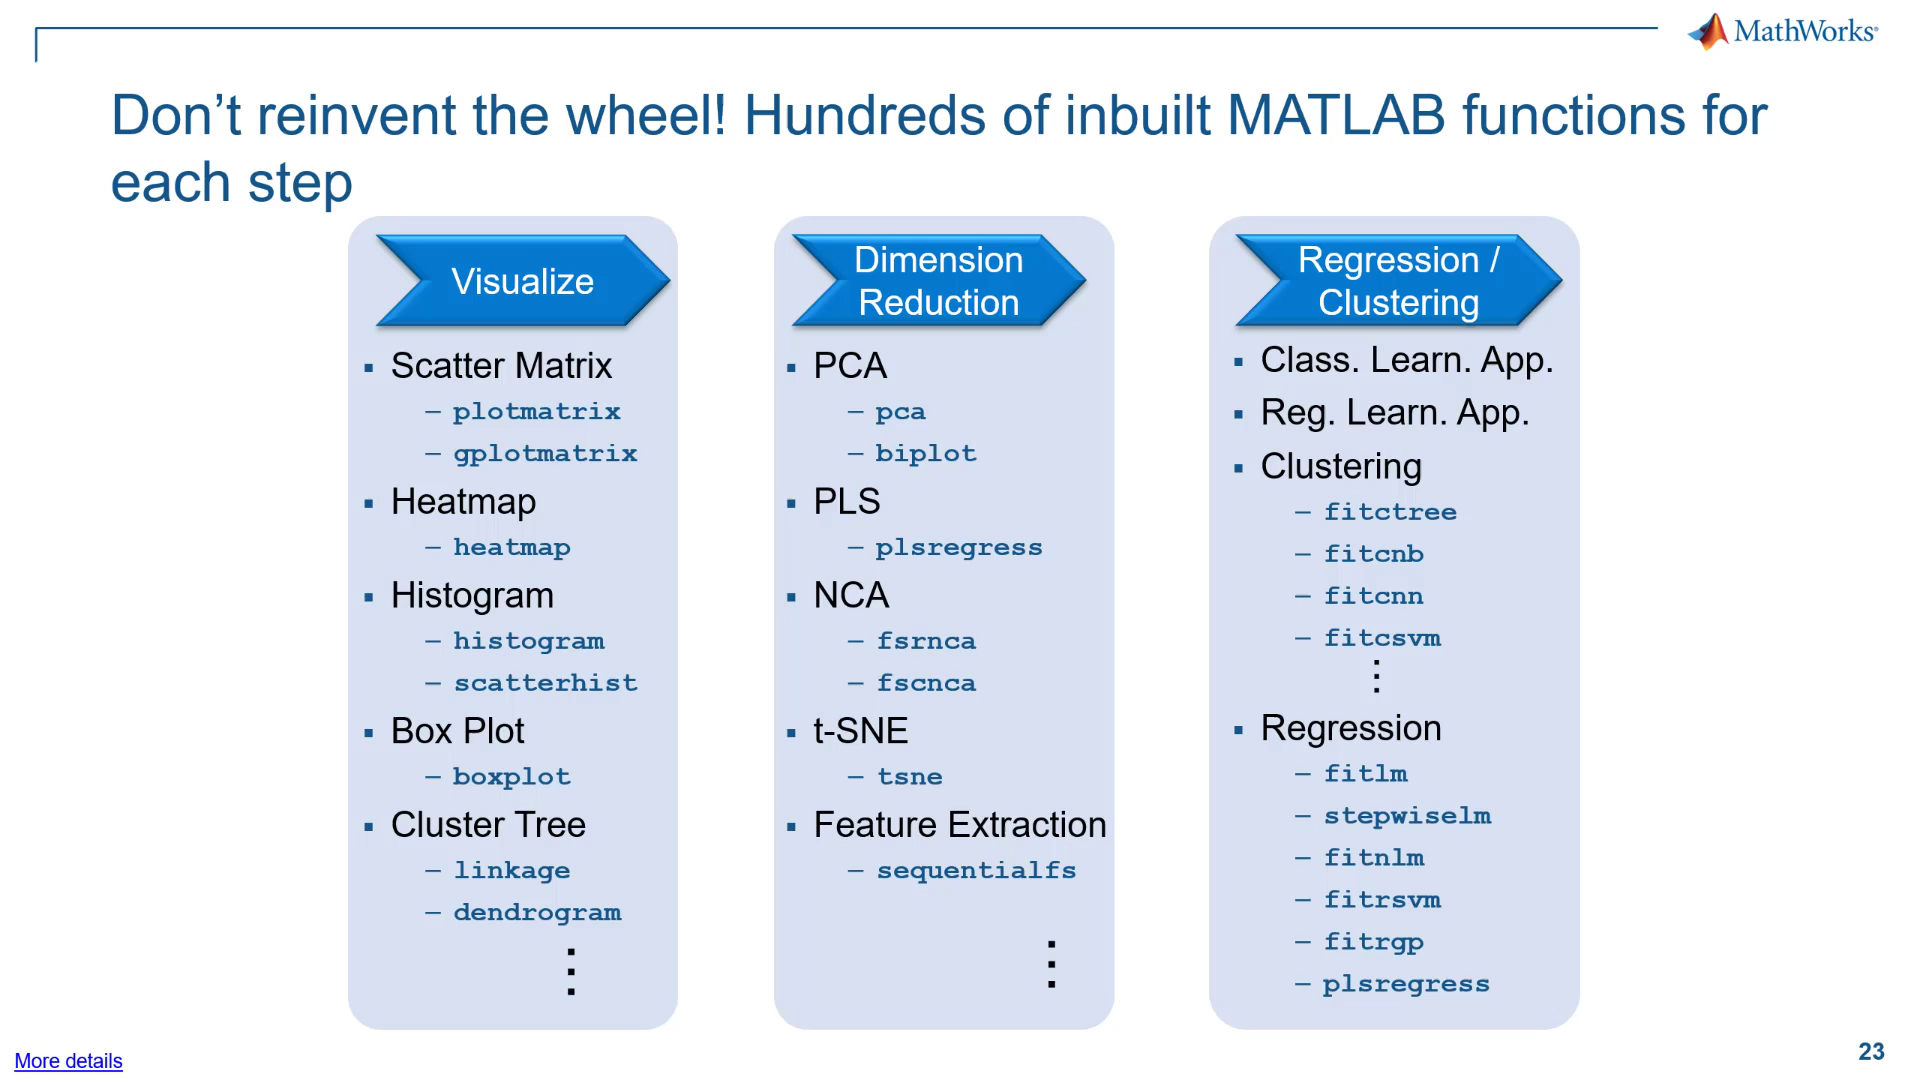 MathWorks®
Don’t reinvent the wheel! Hundreds of inbuilt MATLAB functions for
each step
Visualize
▪ Scatter Matrix
– plotmatrix
– gplotmatrix
▪ Heatmap
– heatmap
▪ Histogram
– histogram
– scatterhist
▪ Box Plot
– boxplot
▪ Cluster Tree
– linkage
– dendrogram
Dimension
Reduction
▪ PCA
– pca
– biplot
▪ PLS
– plsregress
▪ NCA
– fsrnca
– fscnca
▪ t-SNE
– tsne
▪ Feature Extraction
– sequentialfs
Regression /
Clustering
▪ Class. Learn. App.
▪ Reg. Learn. App.
▪ Clustering
– fitctree
– fitcnb
– fitcnn
– fitcsvm
▪ Regression
– fitlm
– stepwiselm
– fitnlm
– fitrsvm
– fitrgp
– plsregress
More details
23